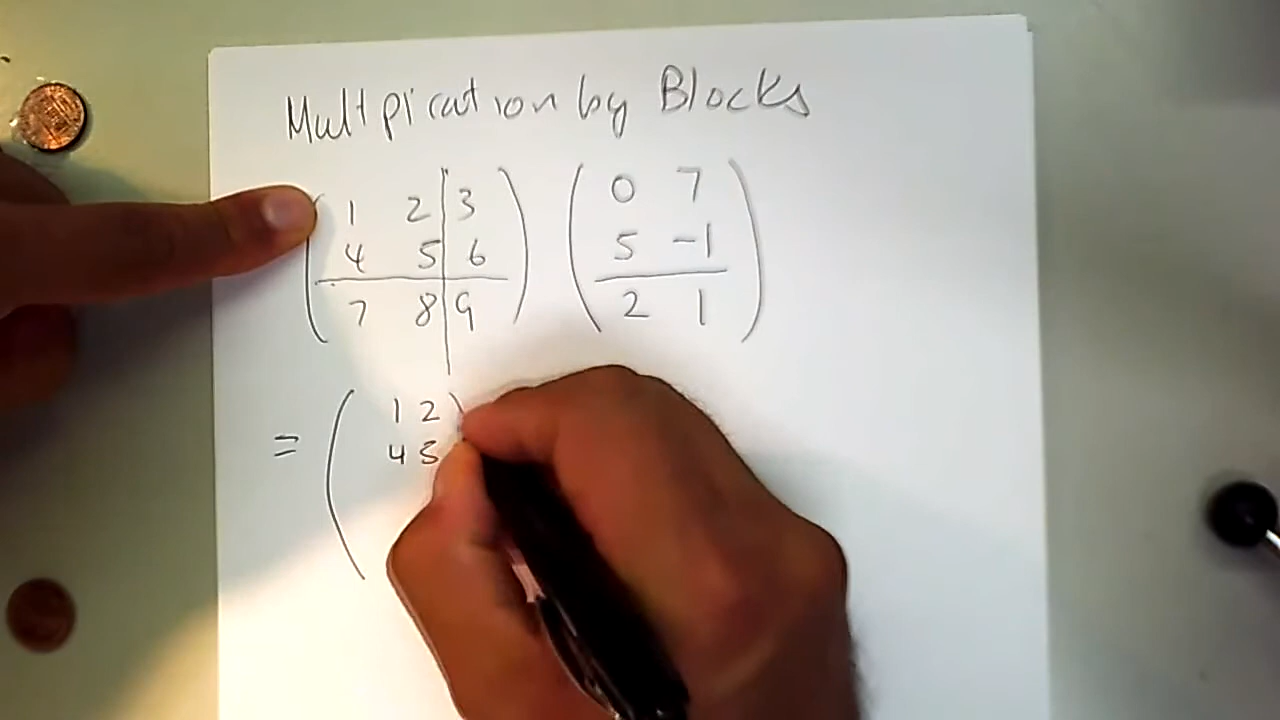 Multpication by Blocks
1 2 3 0 7
4 5 6 5 -1
7 8 9 2 1
= 1 2
4 5